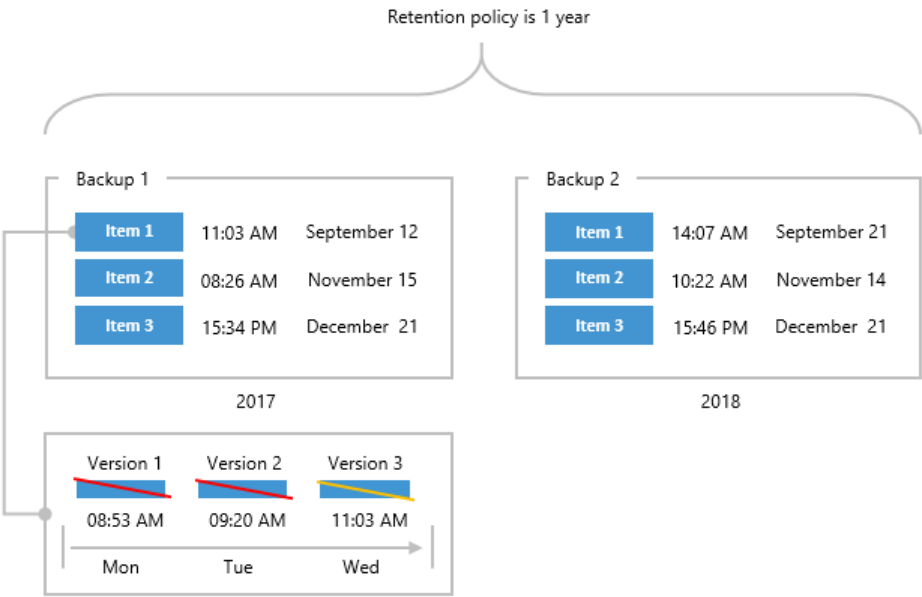 Retention policy is 1 year
Backup 1
Item 1 11:03 AM September 12
Item 2 08:26 AM November 15
Item 3 15:34 PM December 21
2017
Backup 2
Item 1 14:07 AM September 21
Item 2 10:22 AM November 14
Item 3 15:46 PM December 21
2018
Version 1 Version 2 Version 3
08:53 AM 09:20 AM 11:03 AM
Mon Tue Wed